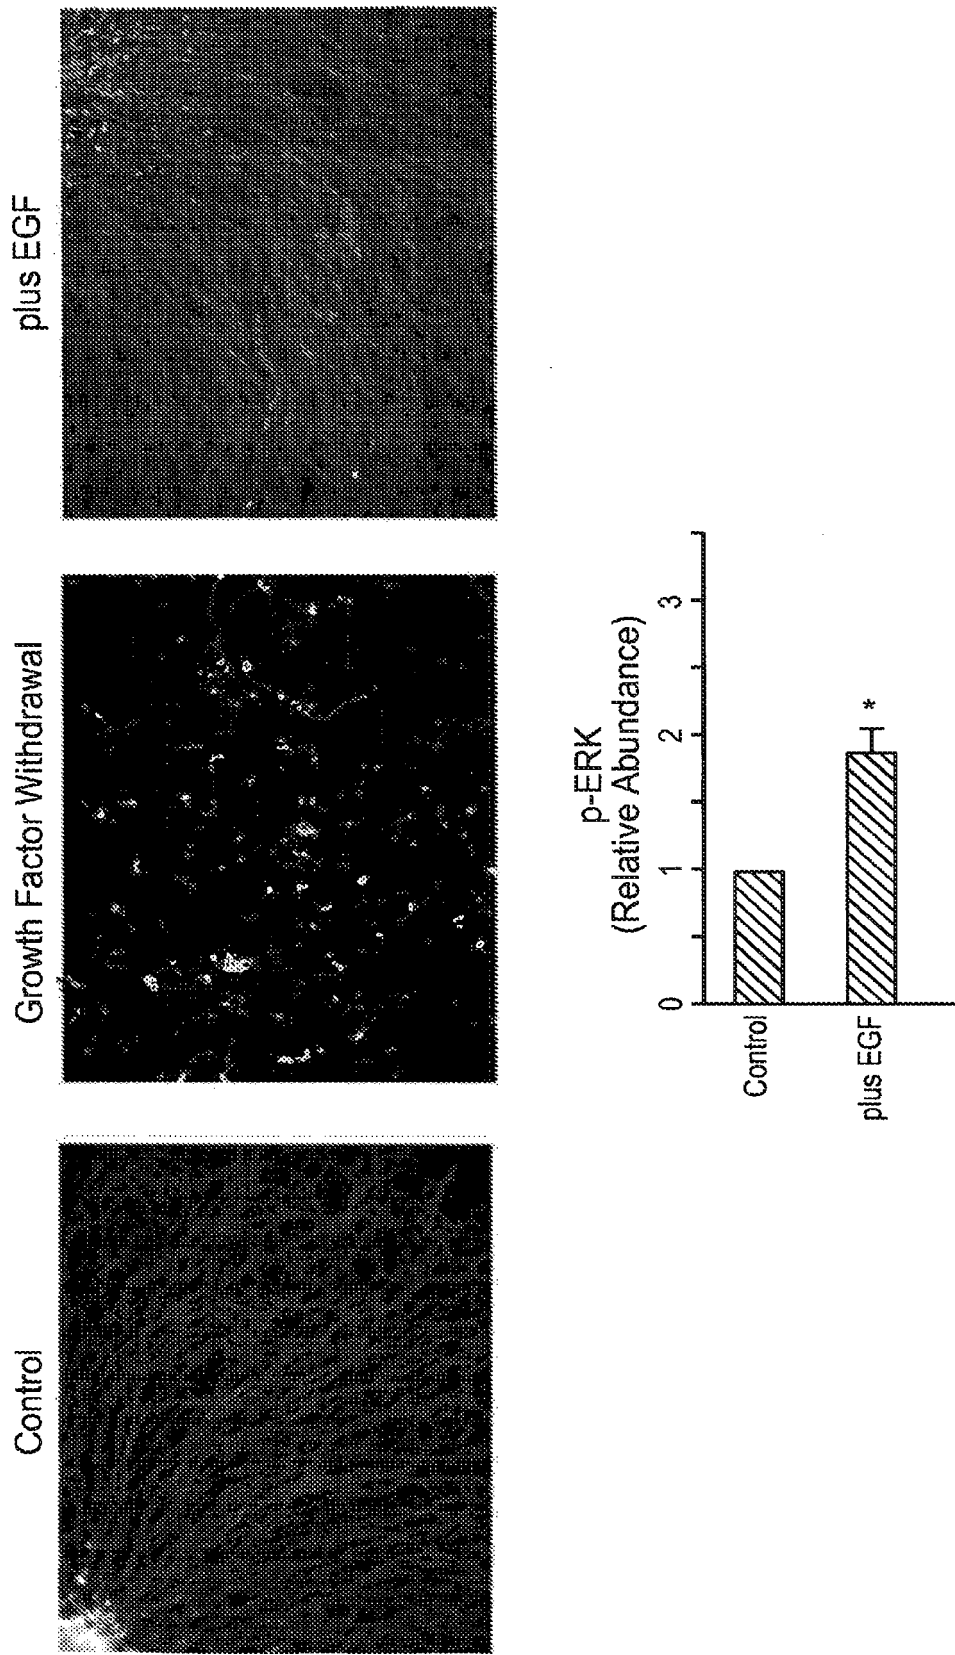 Control
Growth Factor Withdrawal
plus EGF
p-ERK
(Relative Abundance)
0
1
2
3
Control
plus EGF
*